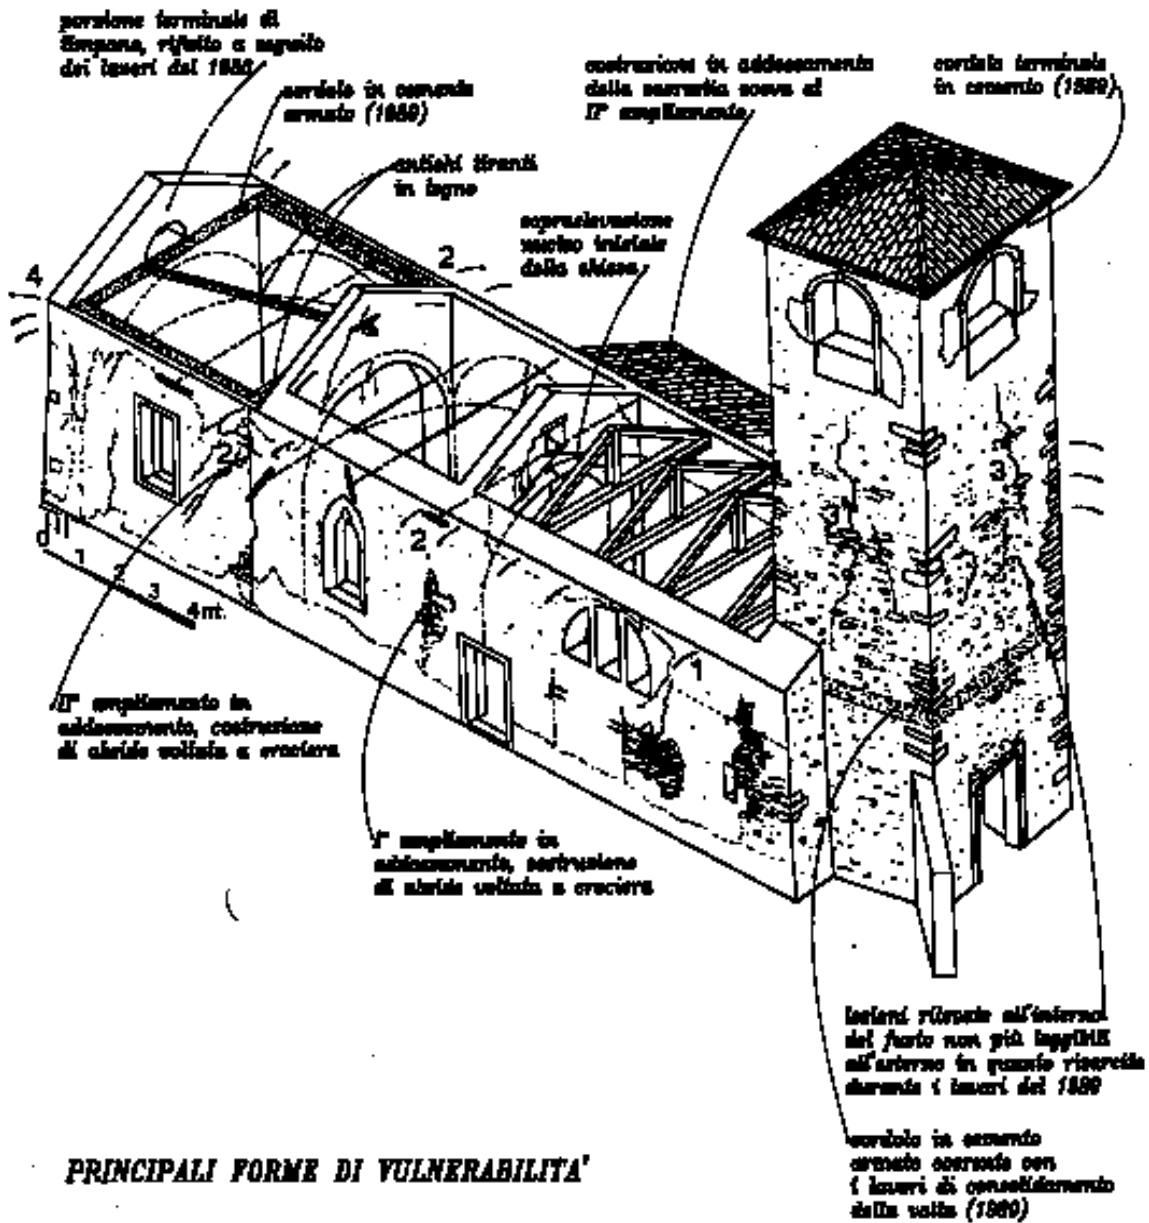 porzione terminale di
timpano, rifatto a seguito
dei lavori del
cordolo in cemento
armato (1989)
antichi tiranti
in legno
costruzione in addossamento
della sacrestia coeva al
II° ampliamento
cordolo terminale
in cemento (1989)
sopraelevazione
nucleo iniziale
della chiesa
4
2
2
2
3
3
1
0
1
2
3
4 mt.
II° ampliamento in
addossamento, costruzione
di abside voltata a crociera
I° ampliamento in
addossamento, costruzione
di abside voltata a crociera
lesioni rilevate all'interno
del fusto non più leggibili
all'esterno in quanto risarcite
durante i lavori del 1989
cordolo in cemento
armato coerente con
i lavori di consolidamento
della volta (1989)
PRINCIPALI FORME DI VULNERABILITA'